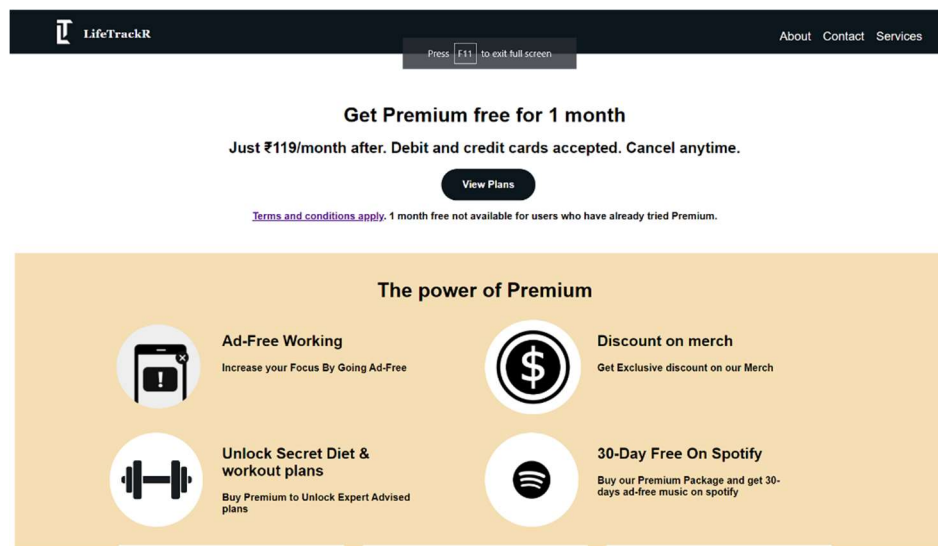 LifeTrackR
About Contact Services
Press F11 to exit full screen
Get Premium free for 1 month
Just ₹119/month after. Debit and credit cards accepted. Cancel anytime.
View Plans
Terms and conditions apply. 1 month free not available for users who have already tried Premium.
The power of Premium
Ad-Free Working
Increase your Focus By Going Ad-Free
Discount on merch
Get Exclusive discount on our Merch
Unlock Secret Diet &
workout plans
Buy Premium to Unlock Expert Advised
plans
30-Day Free On Spotify
Buy our Premium Package and get 30-
days ad-free music on spotify